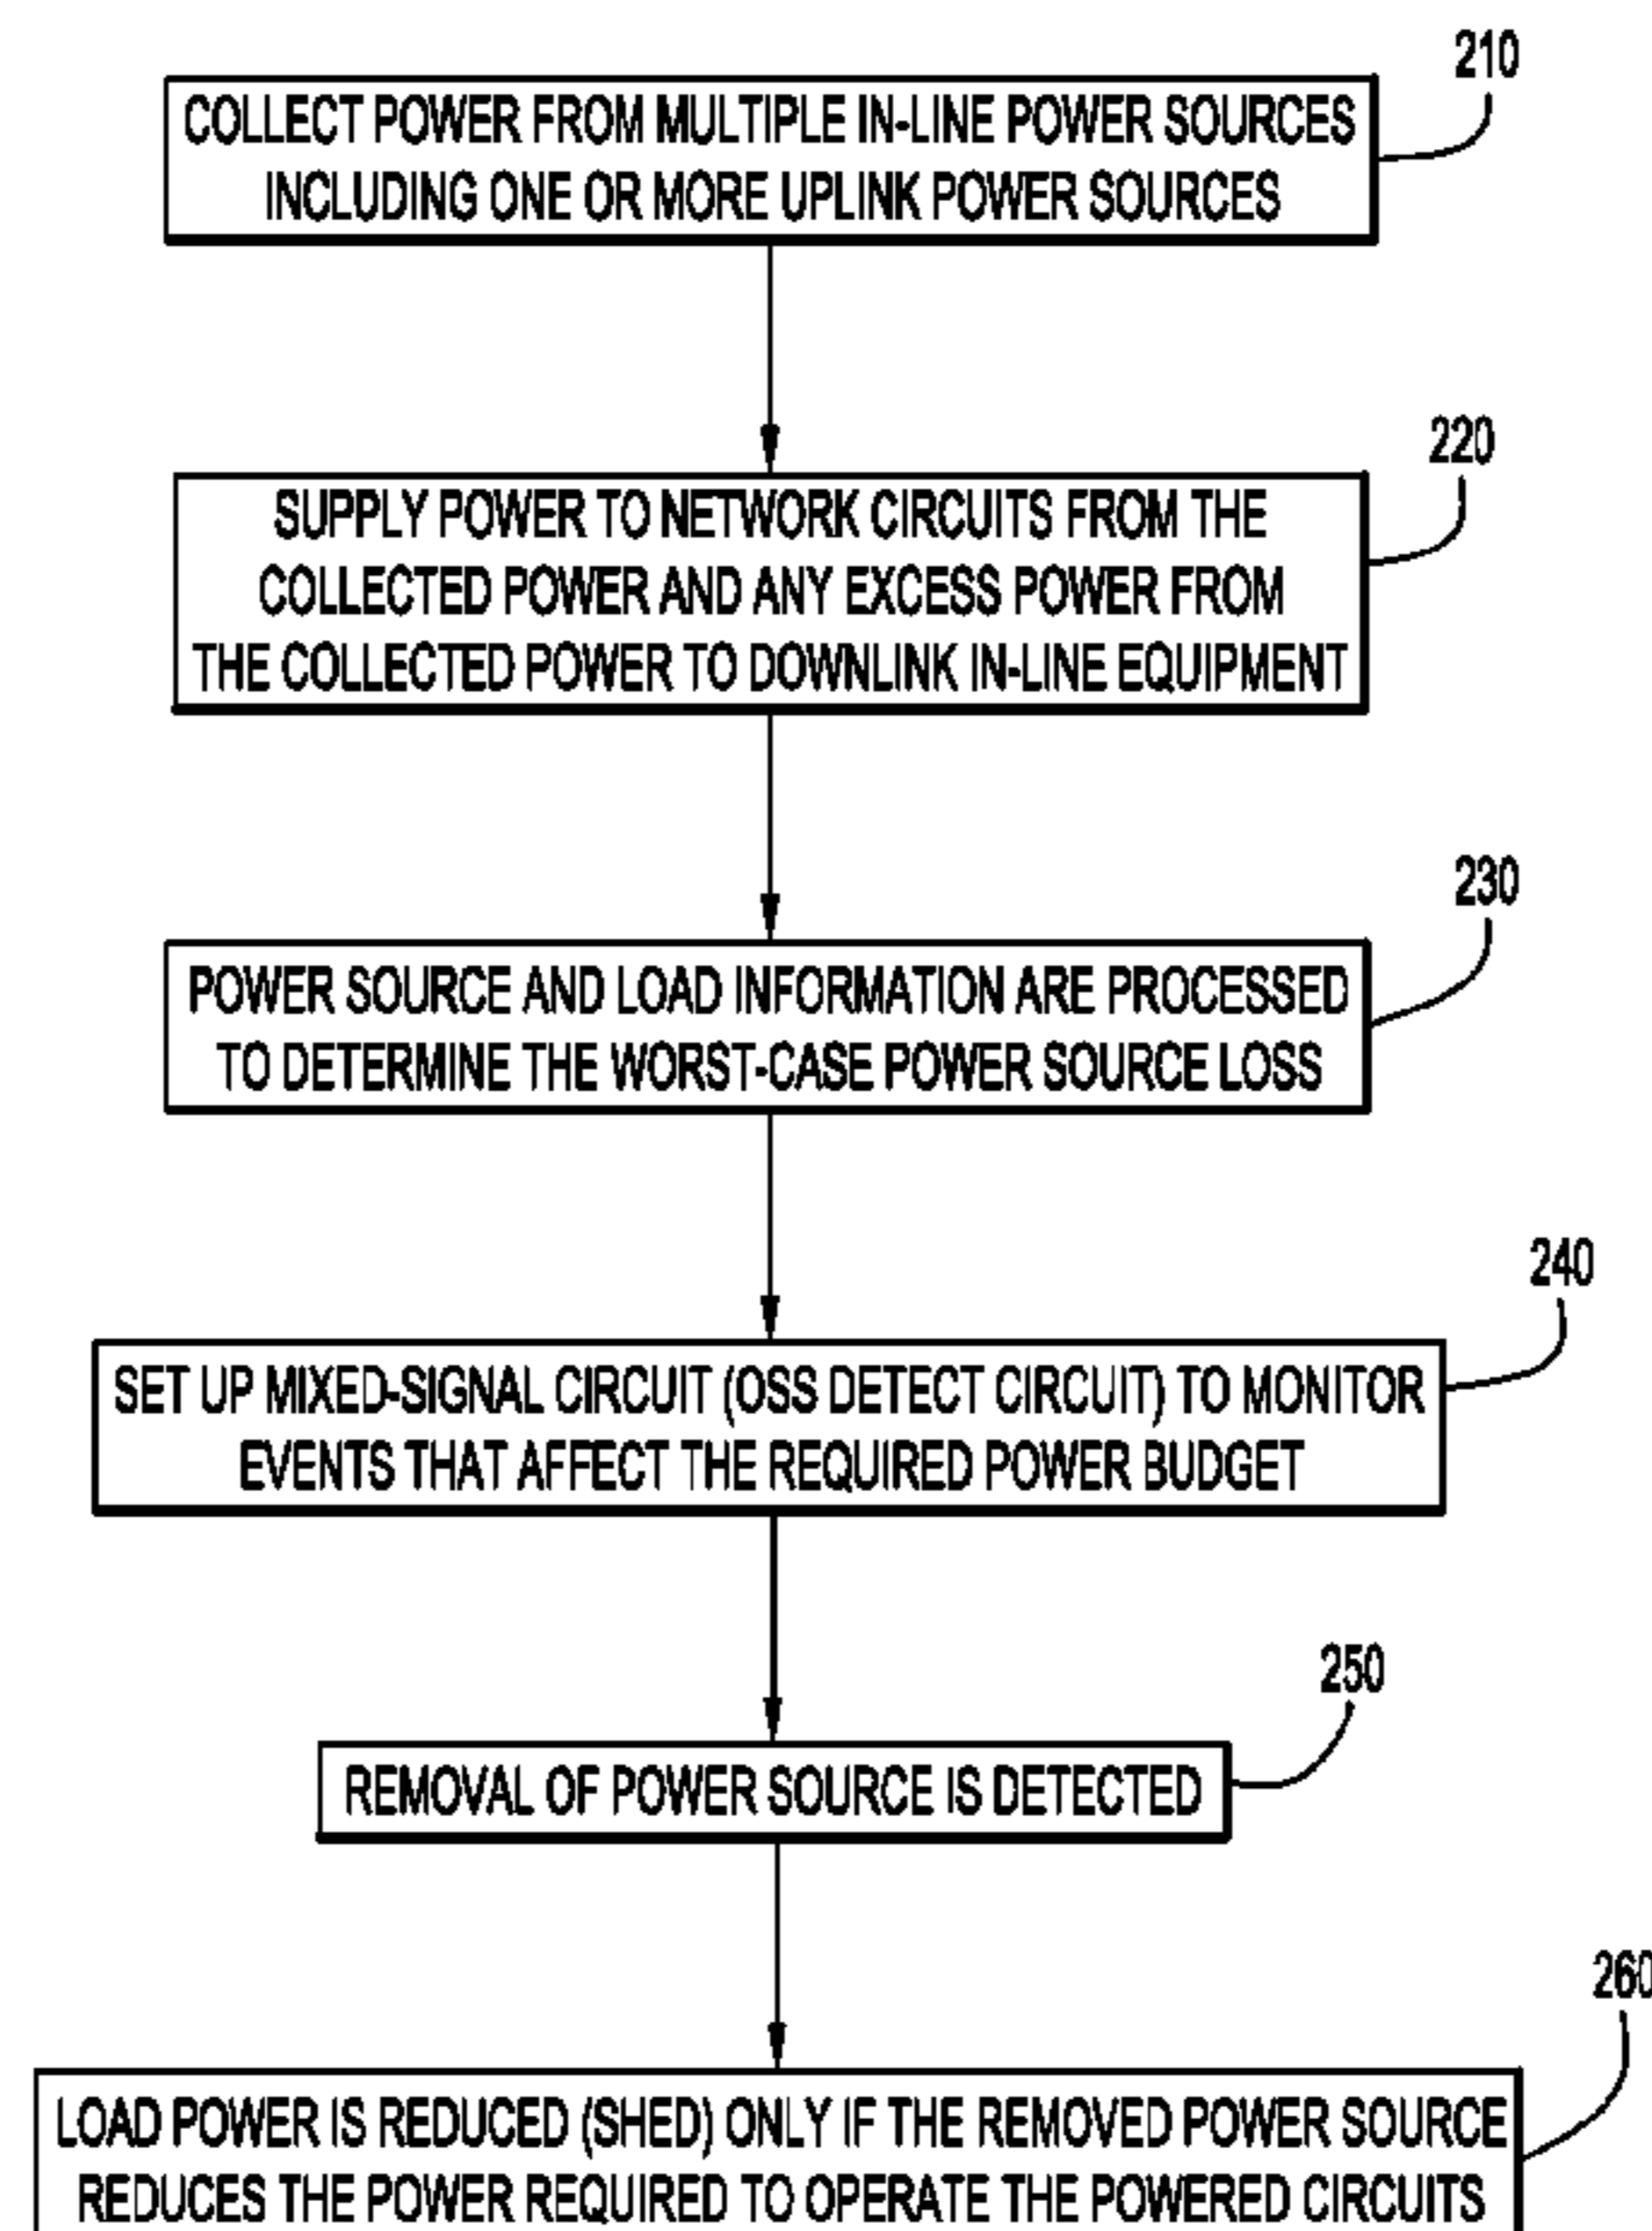 210
COLLECT POWER FROM MULTIPLE IN-LINE POWER SOURCES
INCLUDING ONE OR MORE UPLINK POWER SOURCES
220
SUPPLY POWER TO NETWORK CIRCUITS FROM THE
COLLECTED POWER AND ANY EXCESS POWER FROM
THE COLLECTED POWER TO DOWNLINK IN-LINE EQUIPMENT
230
POWER SOURCE AND LOAD INFORMATION ARE PROCESSED
TO DETERMINE THE WORST-CASE POWER SOURCE LOSS
240
SET UP MIXED-SIGNAL CIRCUIT (OSS DETECT CIRCUIT) TO MONITOR
EVENTS THAT AFFECT THE REQUIRED POWER BUDGET
250
REMOVAL OF POWER SOURCE IS DETECTED
260
LOAD POWER IS REDUCED (SHED) ONLY IF THE REMOVED POWER SOURCE
REDUCES THE POWER REQUIRED TO OPERATE THE POWERED CIRCUITS